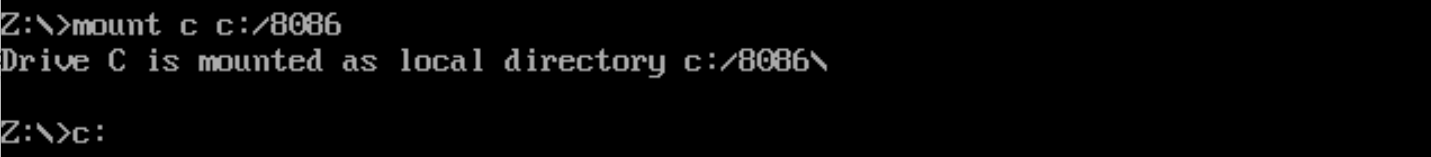 Z:\>mount c c:/8086
Drive C is mounted as local directory c:/8086\
Z:\>c: